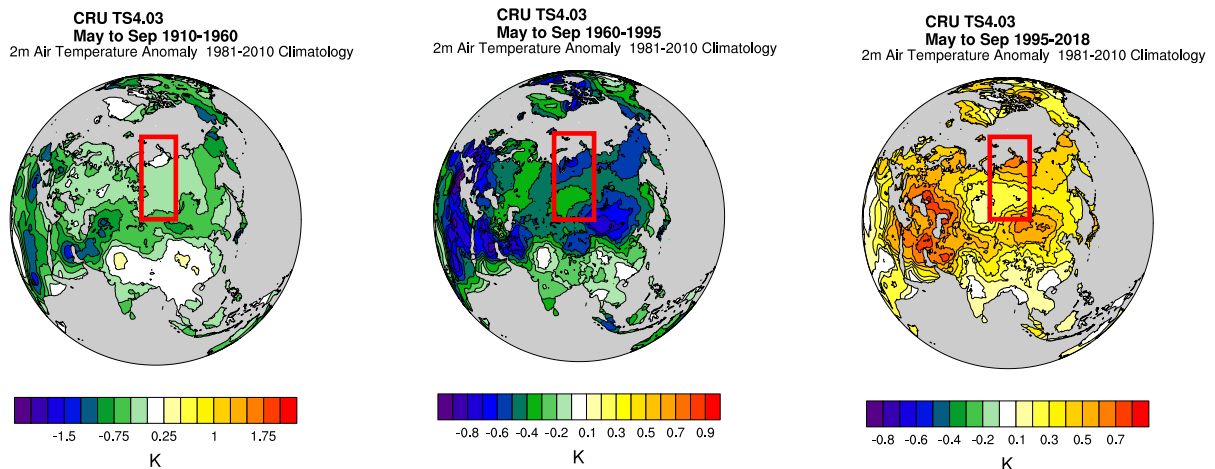 CRU TS4.03
May to Sep 1910-1960
2m Air Temperature Anomaly 1981-2010 Climatology
-1.5 -0.75 0.25 1 1.75
K
CRU TS4.03
May to Sep 1960-1995
2m Air Temperature Anomaly 1981-2010 Climatology
-0.8 -0.6 -0.4 -0.2 0.1 0.3 0.5 0.7 0.9
K
CRU TS4.03
May to Sep 1995-2018
2m Air Temperature Anomaly 1981-2010 Climatology
-0.8 -0.6 -0.4 -0.2 0.1 0.3 0.5 0.7
K